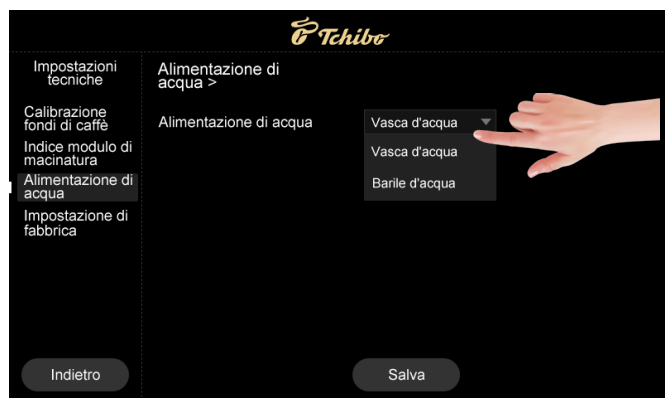 Tchibo
Impostazioni
tecniche
Calibrazione
fondi di caffè
Indice modulo di
macinatura
Alimentazione di
acqua
Impostazione di
fabbrica
Indietro
Alimentazione di
acqua >
Alimentazione di acqua
Vasca d'acqua
Vasca d'acqua
Barile d'acqua
Salva